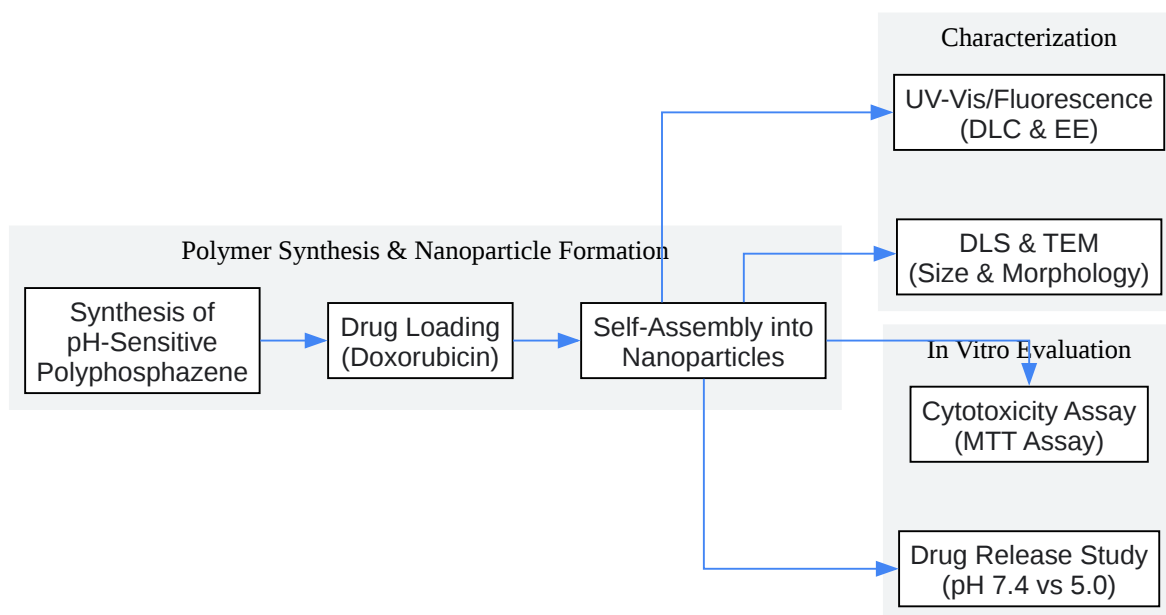 Characterization
UV-Vis/Fluorescence
(DLC & EE)
DLS & TEM
(Size & Morphology)
Polymer Synthesis & Nanoparticle Formation
Synthesis of
pH-Sensitive
Polyphosphazene
Drug Loading
(Doxorubicin)
Self-Assembly into
Nanoparticles
In Vitro Evaluation
Cytotoxicity Assay
(MTT Assay)
Drug Release Study
(pH 7.4 vs 5.0)